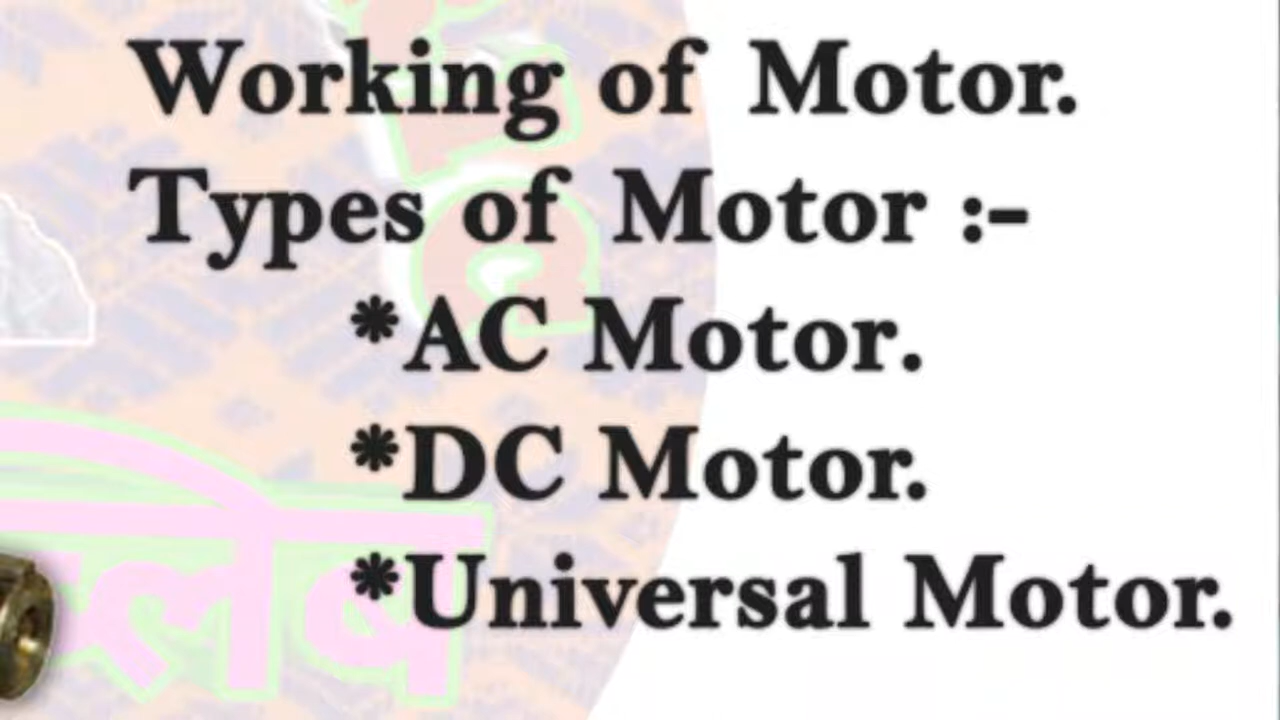 Working of Motor.
Types of Motor :-
*AC Motor.
*DC Motor.
*Universal Motor.